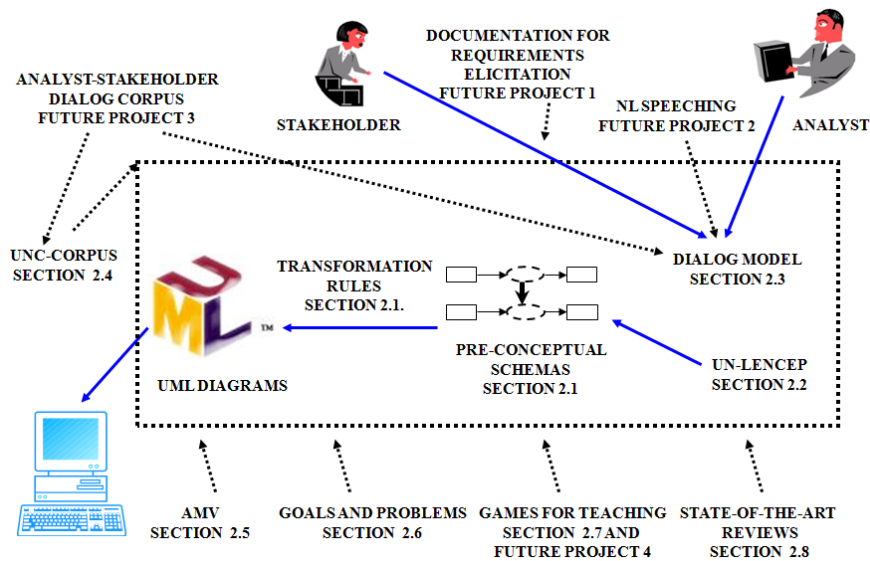 DOCUMENTATION FOR
REQUIREMENTS
ELICITATION
FUTURE PROJECT 1
ANALYST-STAKEHOLDER
DIALOG CORPUS
FUTURE PROJECT 3
STAKEHOLDER
NL SPEECHING
FUTURE PROJECT 2
ANALYST
UNC-CORPUS
SECTION 2.4
UML
TM
TRANSFORMATION
RULES
SECTION 2.1.
DIALOG MODEL
SECTION 2.3
PRE-CONCEPTUAL
SCHEMAS
SECTION 2.1
UN-LENCEP
SECTION 2.2
UML DIAGRAMS
AMV
SECTION 2.5
GOALS AND PROBLEMS
SECTION 2.6
GAMES FOR TEACHING
SECTION 2.7 AND
FUTURE PROJECT 4
STATE-OF-THE-ART
REVIEWS
SECTION 2.8